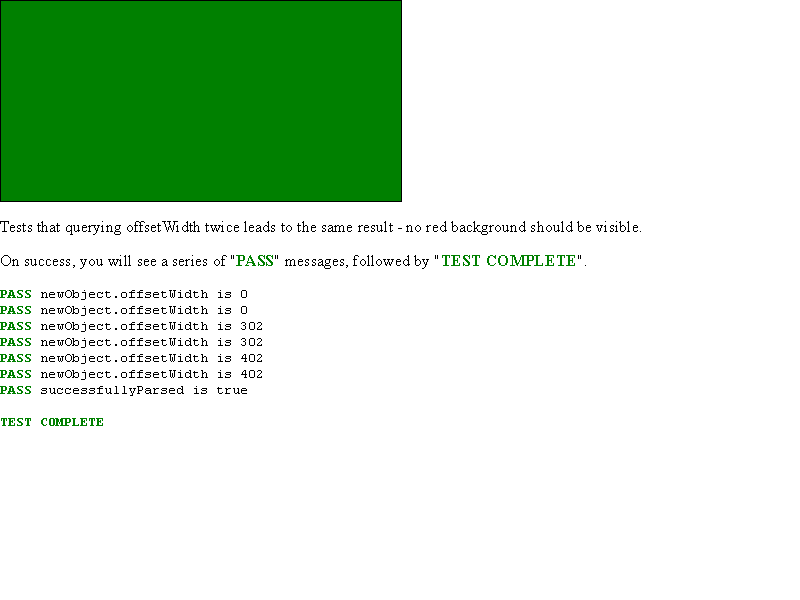 Tests that querying offsetWidth twice leads to the same result - no red background should be visible.
On success, you will see a series of "PASS" messages, followed by "TEST COMPLETE".
PASS newObject.offsetWidth is 0
PASS newObject.offsetWidth is 0
PASS newObject.offsetWidth is 302
PASS newObject.offsetWidth is 302
PASS newObject.offsetWidth is 402
PASS newObject.offsetWidth is 402
PASS successfullyParsed is true
TEST COMPLETE